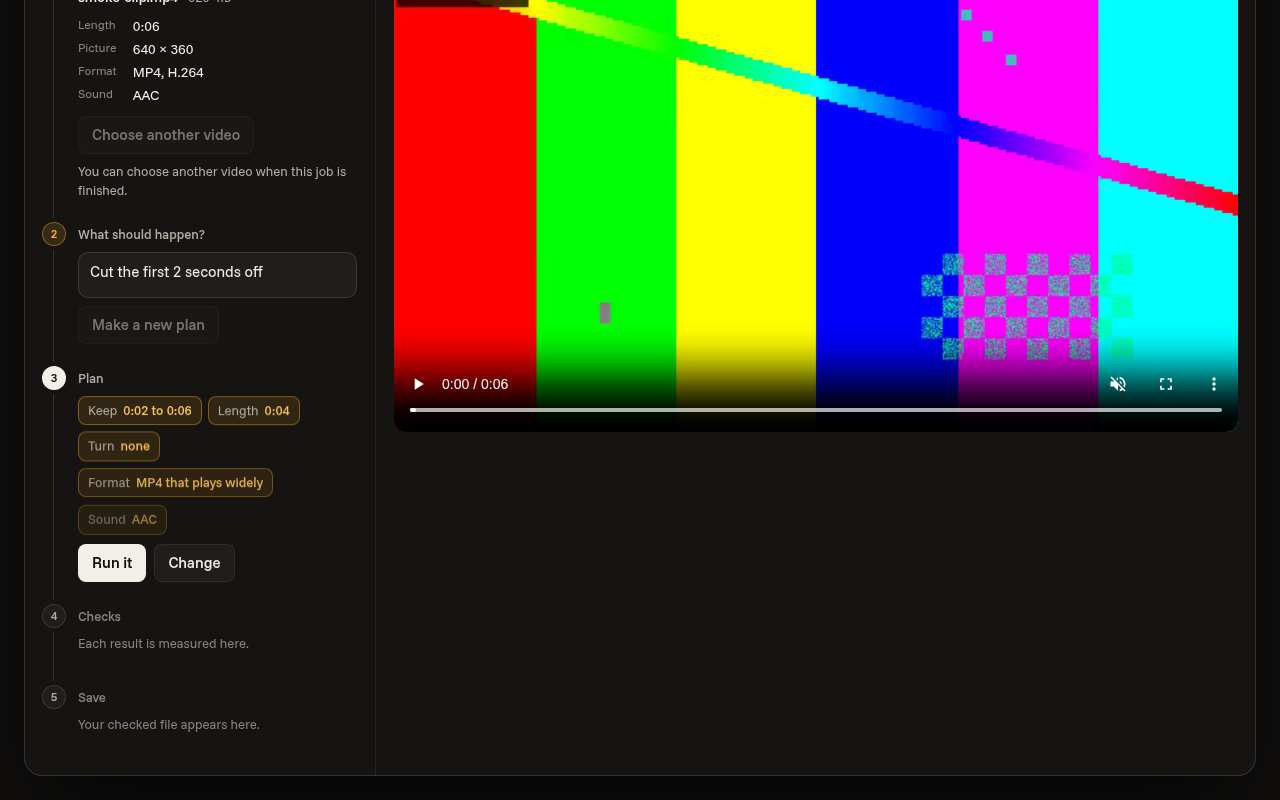 Length 0:06
Picture 640 × 360
Format MP4, H.264
Sound AAC
Choose another video
You can choose another video when this job is
finished.
2 What should happen?
Cut the first 2 seconds off
Make a new plan
3 Plan
Keep 0:02 to 0:06 Length 0:04
Turn none
Format MP4 that plays widely
Sound AAC
Run it Change
4 Checks
Each result is measured here.
5 Save
Your checked file appears here.
0:00 / 0:06